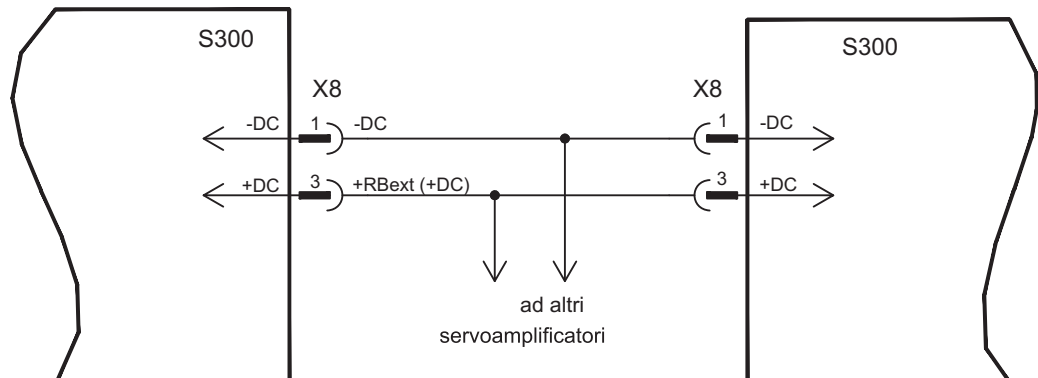 S300
S300
X8
X8
-DC
1
-DC
1
-DC
+DC
3
+RBext (+DC)
3
+DC
ad altri
servoamplificatori